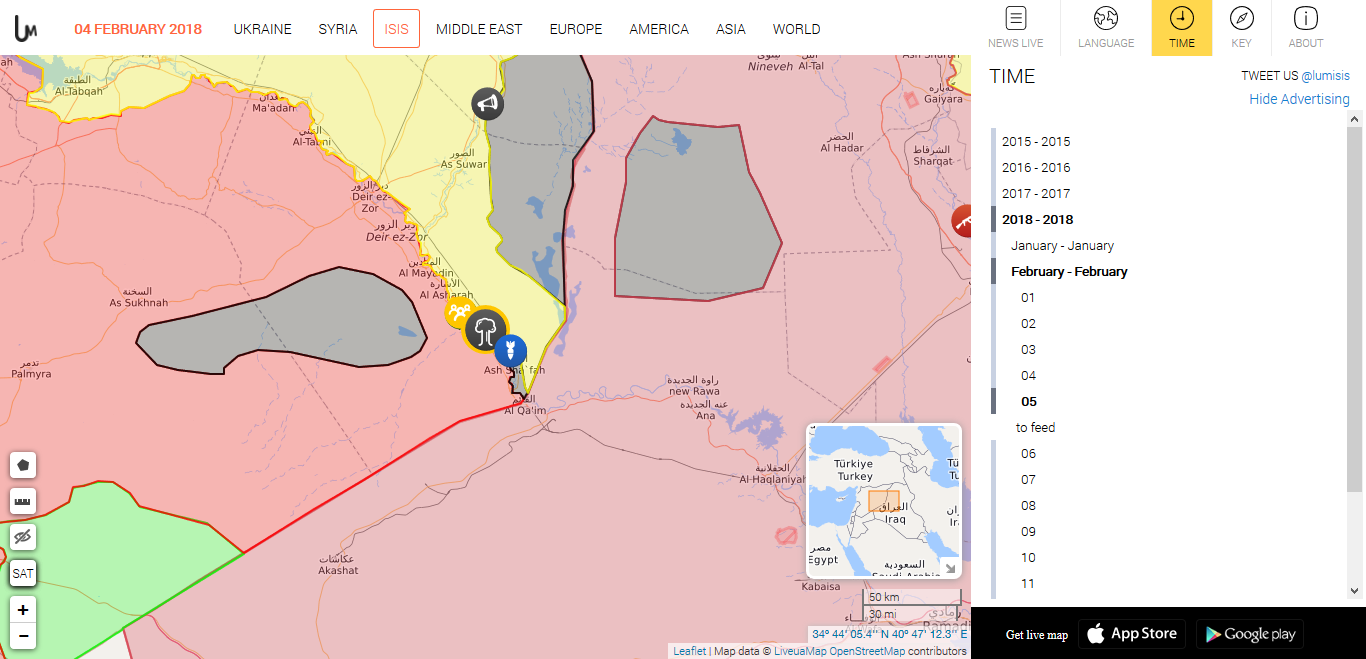 04 FEBRUARY 2018
UKRAINE
SYRIA
ISIS
MIDDLE EAST
EUROPE
AMERICA
ASIA
WORLD
NEWS LIVE
LANGUAGE
TIME
KEY
ABOUT
TIME
TWEET US @lumisis
Hide Advertising
2015 - 2015
2016 - 2016
2017 - 2017
2018 - 2018
January - January
February - February
01
02
03
04
05
to feed
06
07
08
09
10
11
Get live map
App Store
Google play
الطبقة
Al-Tabqah
معدان
Ma'adam
Al-Tabni
الصور
As Suwar
دير الزور
Deir ez-
Zor
دير الزور
Deir ez-Zor
الميادين
Al Mayadin
العشارة
Al Asharah
السخنة
As Sukhnah
تدمر
Palmyra
Ash Sha`fah
القائم
Al Qa'im
راوة الجديدة
new Rawa
عنه الجديدة
Ana
الحقلانية
Al-Haqlaniyah
عكاشات
Akashat
Kabaisa
Nineveh
Al-Tal
Gaiyara
الحضر
Al Hadar
الشرقاط
Sharqat
Türkiye
Turkey
العراق
Iraq
مصر
Egypt
السعودية
50 km
30 mi
34° 44' 05.4'' N 40° 47' 12.3'' E
SAT
+
−
Leaflet | Map data © LiveuaMap OpenStreetMap contributors